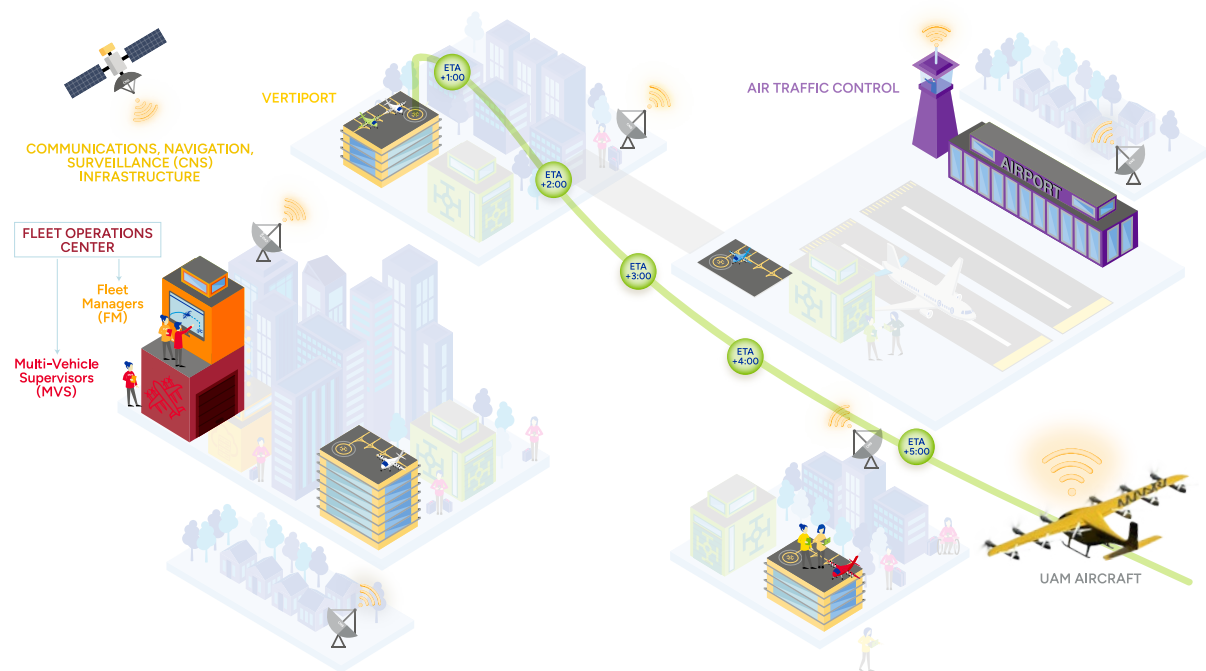 ETA
+1:00
VERTIPORT
AIR TRAFFIC CONTROL
COMMUNICATIONS, NAVIGATION,
SURVEILLANCE (CNS)
INFRASTRUCTURE
AIRPORT
ETA
+2:00
FLEET OPERATIONS
CENTER
ETA
+3:00
Fleet
Managers
(FM)
ETA
+4:00
Multi-Vehicle
Supervisors
(MVS)
ETA
+5:00
UAM AIRCRAFT